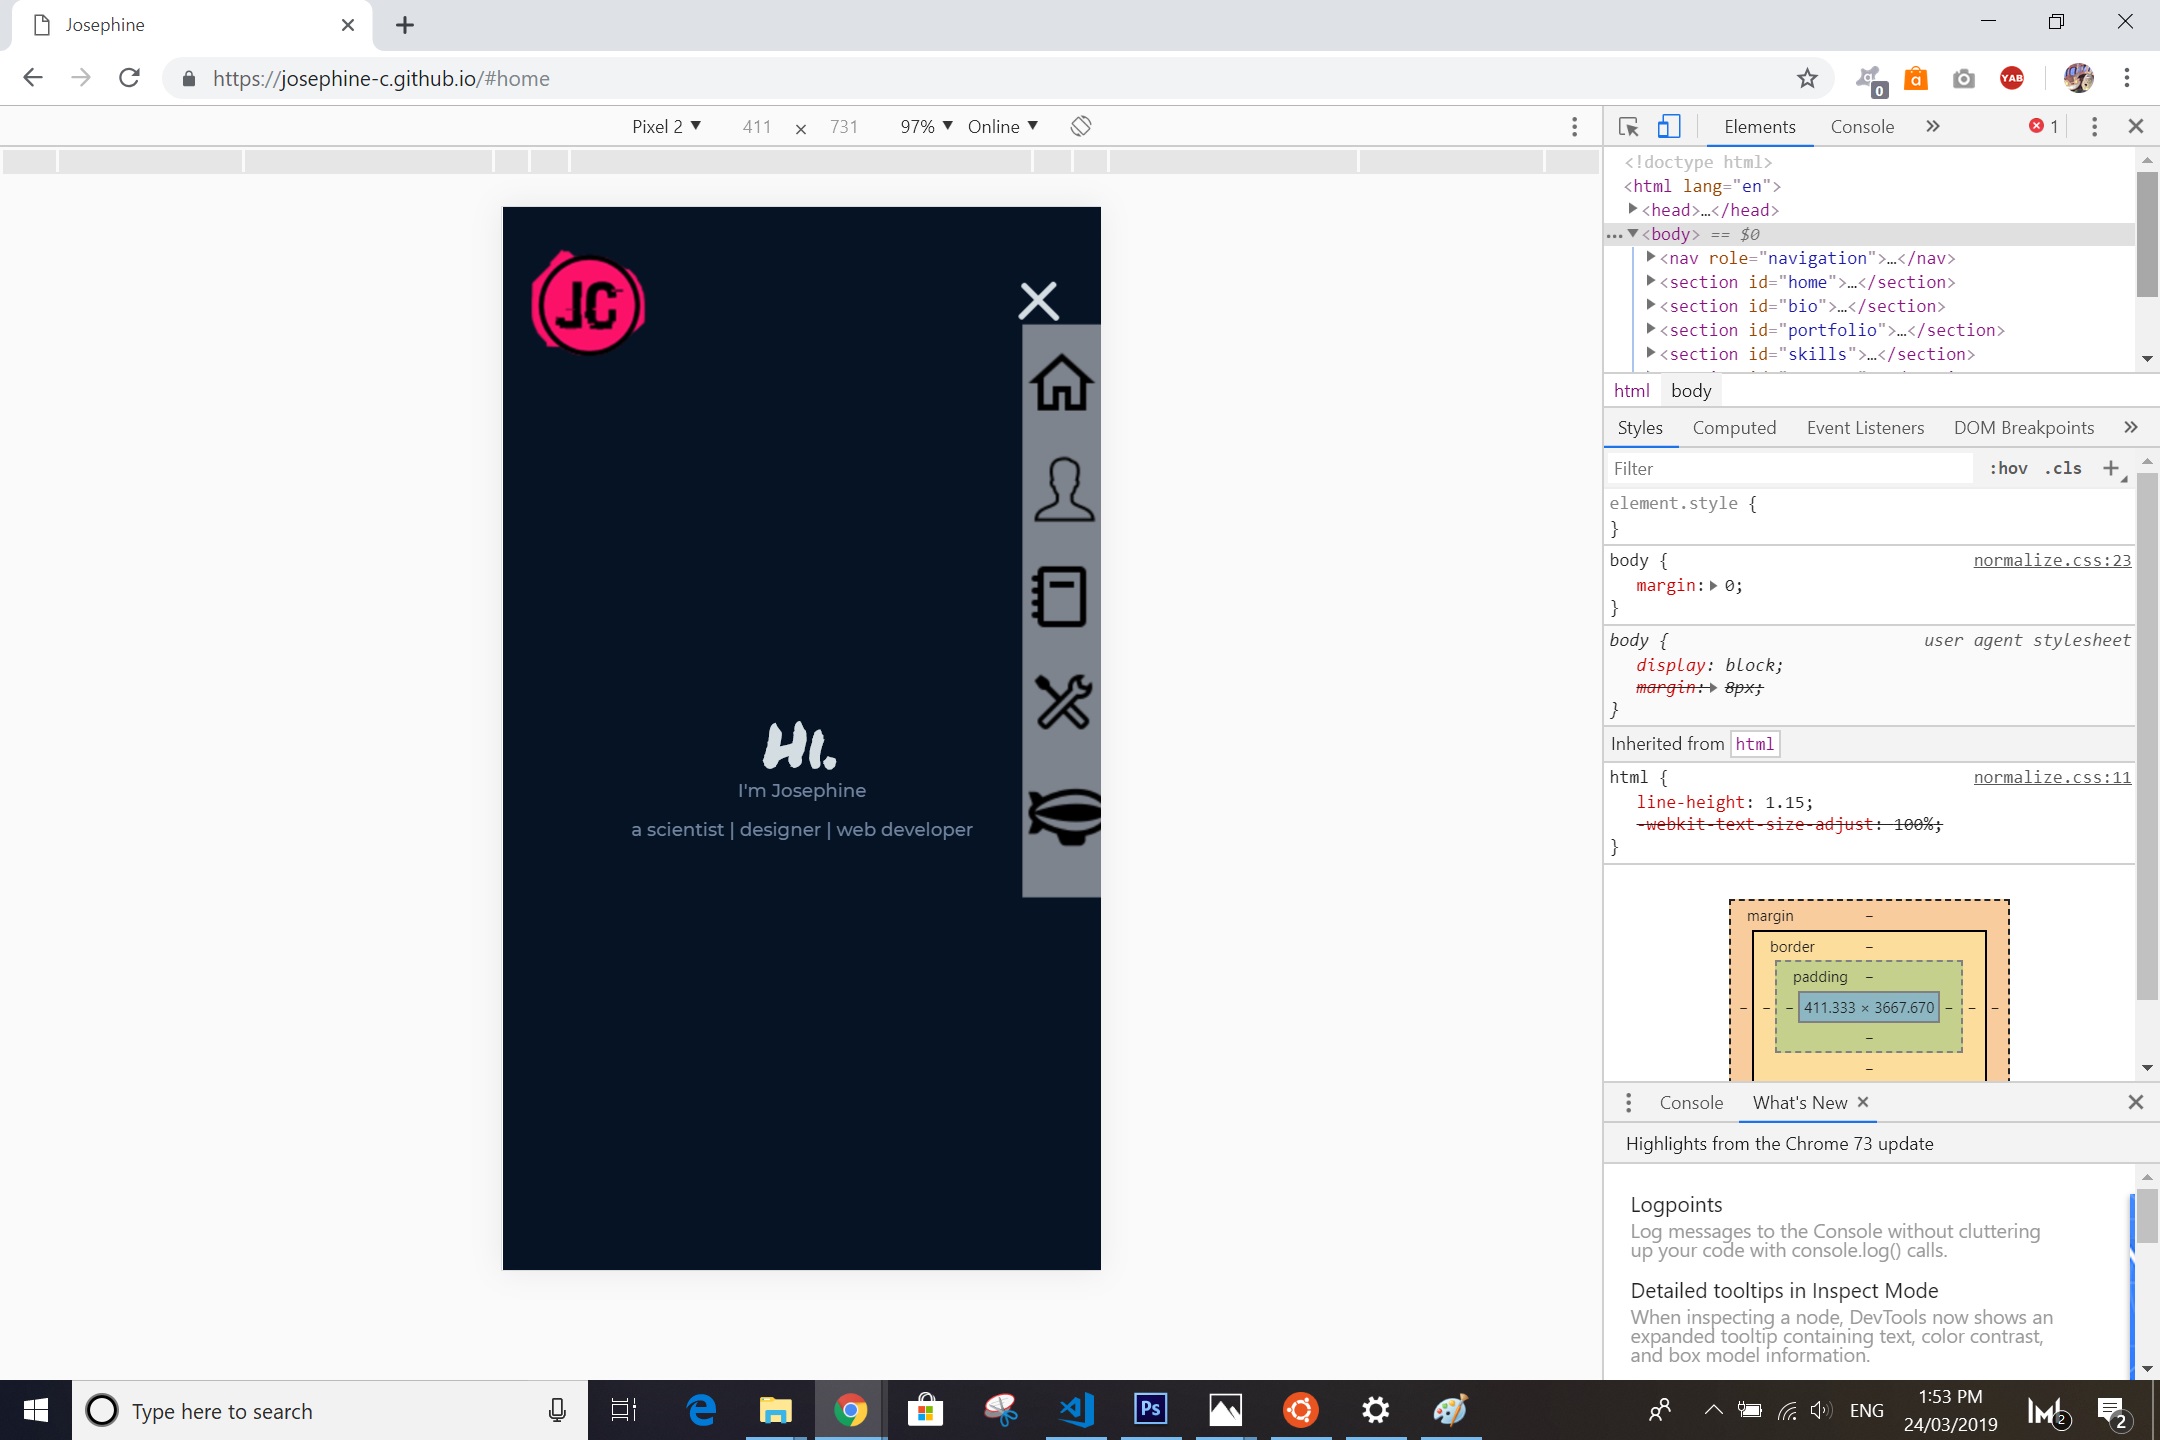 Josephine
https://josephine-c.github.io/#home
0
a
YAB
Pixel 2 ▼ 411 × 731 97% ▼ Online ▼
Elements Console » 1
JC
Hi.
I'm Josephine
a scientist | designer | web developer
<!doctype html>
<html lang="en">
<head>…</head>
<body> == $0
<nav role="navigation">…</nav>
<section id="home">…</section>
<section id="bio">…</section>
<section id="portfolio">…</section>
<section id="skills">…</section>
html body
Styles Computed Event Listeners DOM Breakpoints »
Filter :hov .cls +
element.style {
}
body { normalize.css:23
margin: 0;
}
body { user agent stylesheet
display: block;
margin: 8px;
}
Inherited from html
html { normalize.css:11
line-height: 1.15;
-webkit-text-size-adjust: 100%;
}
margin –
border –
padding –
– – – 411.333 × 3667.670 – – –
–
–
Console What's New ×
Highlights from the Chrome 73 update
Logpoints
Log messages to the Console without cluttering
up your code with console.log() calls.
Detailed tooltips in Inspect Mode
When inspecting a node, DevTools now shows an
expanded tooltip containing text, color contrast,
and box model information.
Type here to search
Ps
ENG
1:53 PM
24/03/2019
2
2